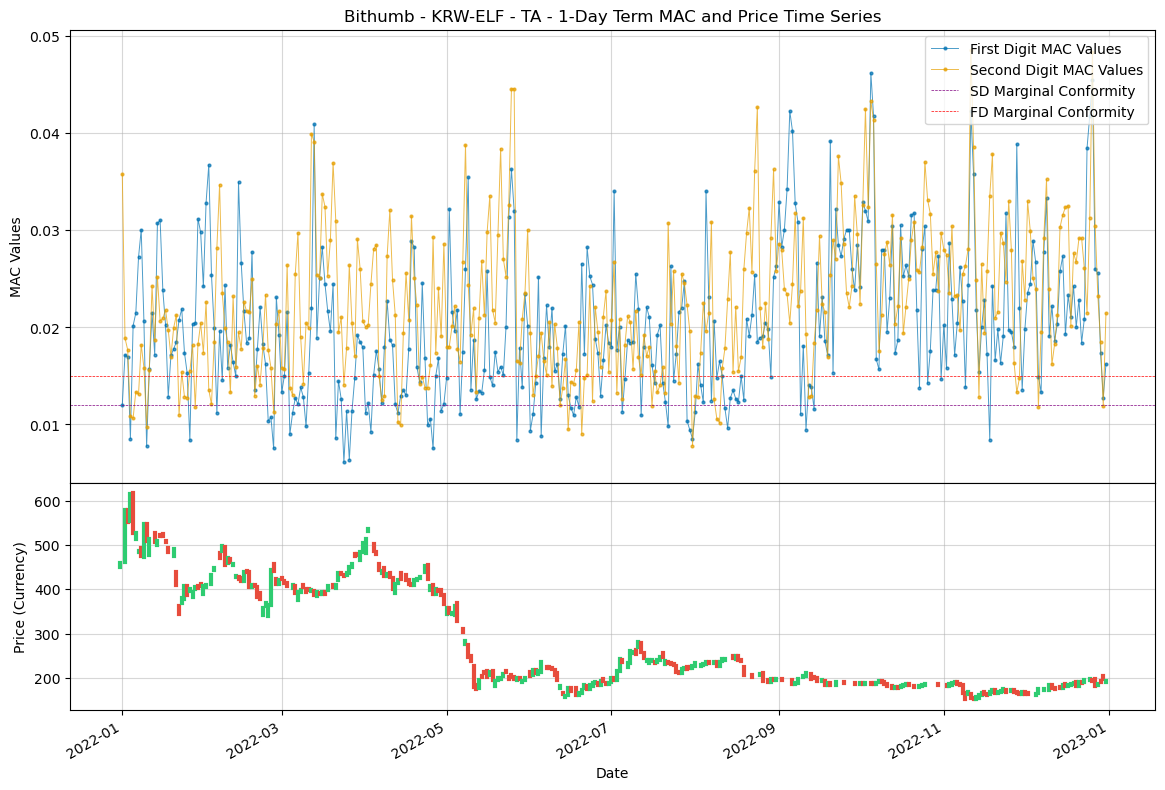 Bithumb - KRW-ELF - TA - 1-Day Term MAC and Price Time Series
First Digit MAC Values
Second Digit MAC Values
SD Marginal Conformity
FD Marginal Conformity
MAC Values
0.05
0.04
0.03
0.02
0.01
Price (Currency)
600
500
400
300
200
2022-01
2022-03
2022-05
2022-07
2022-09
2022-11
2023-01
Date